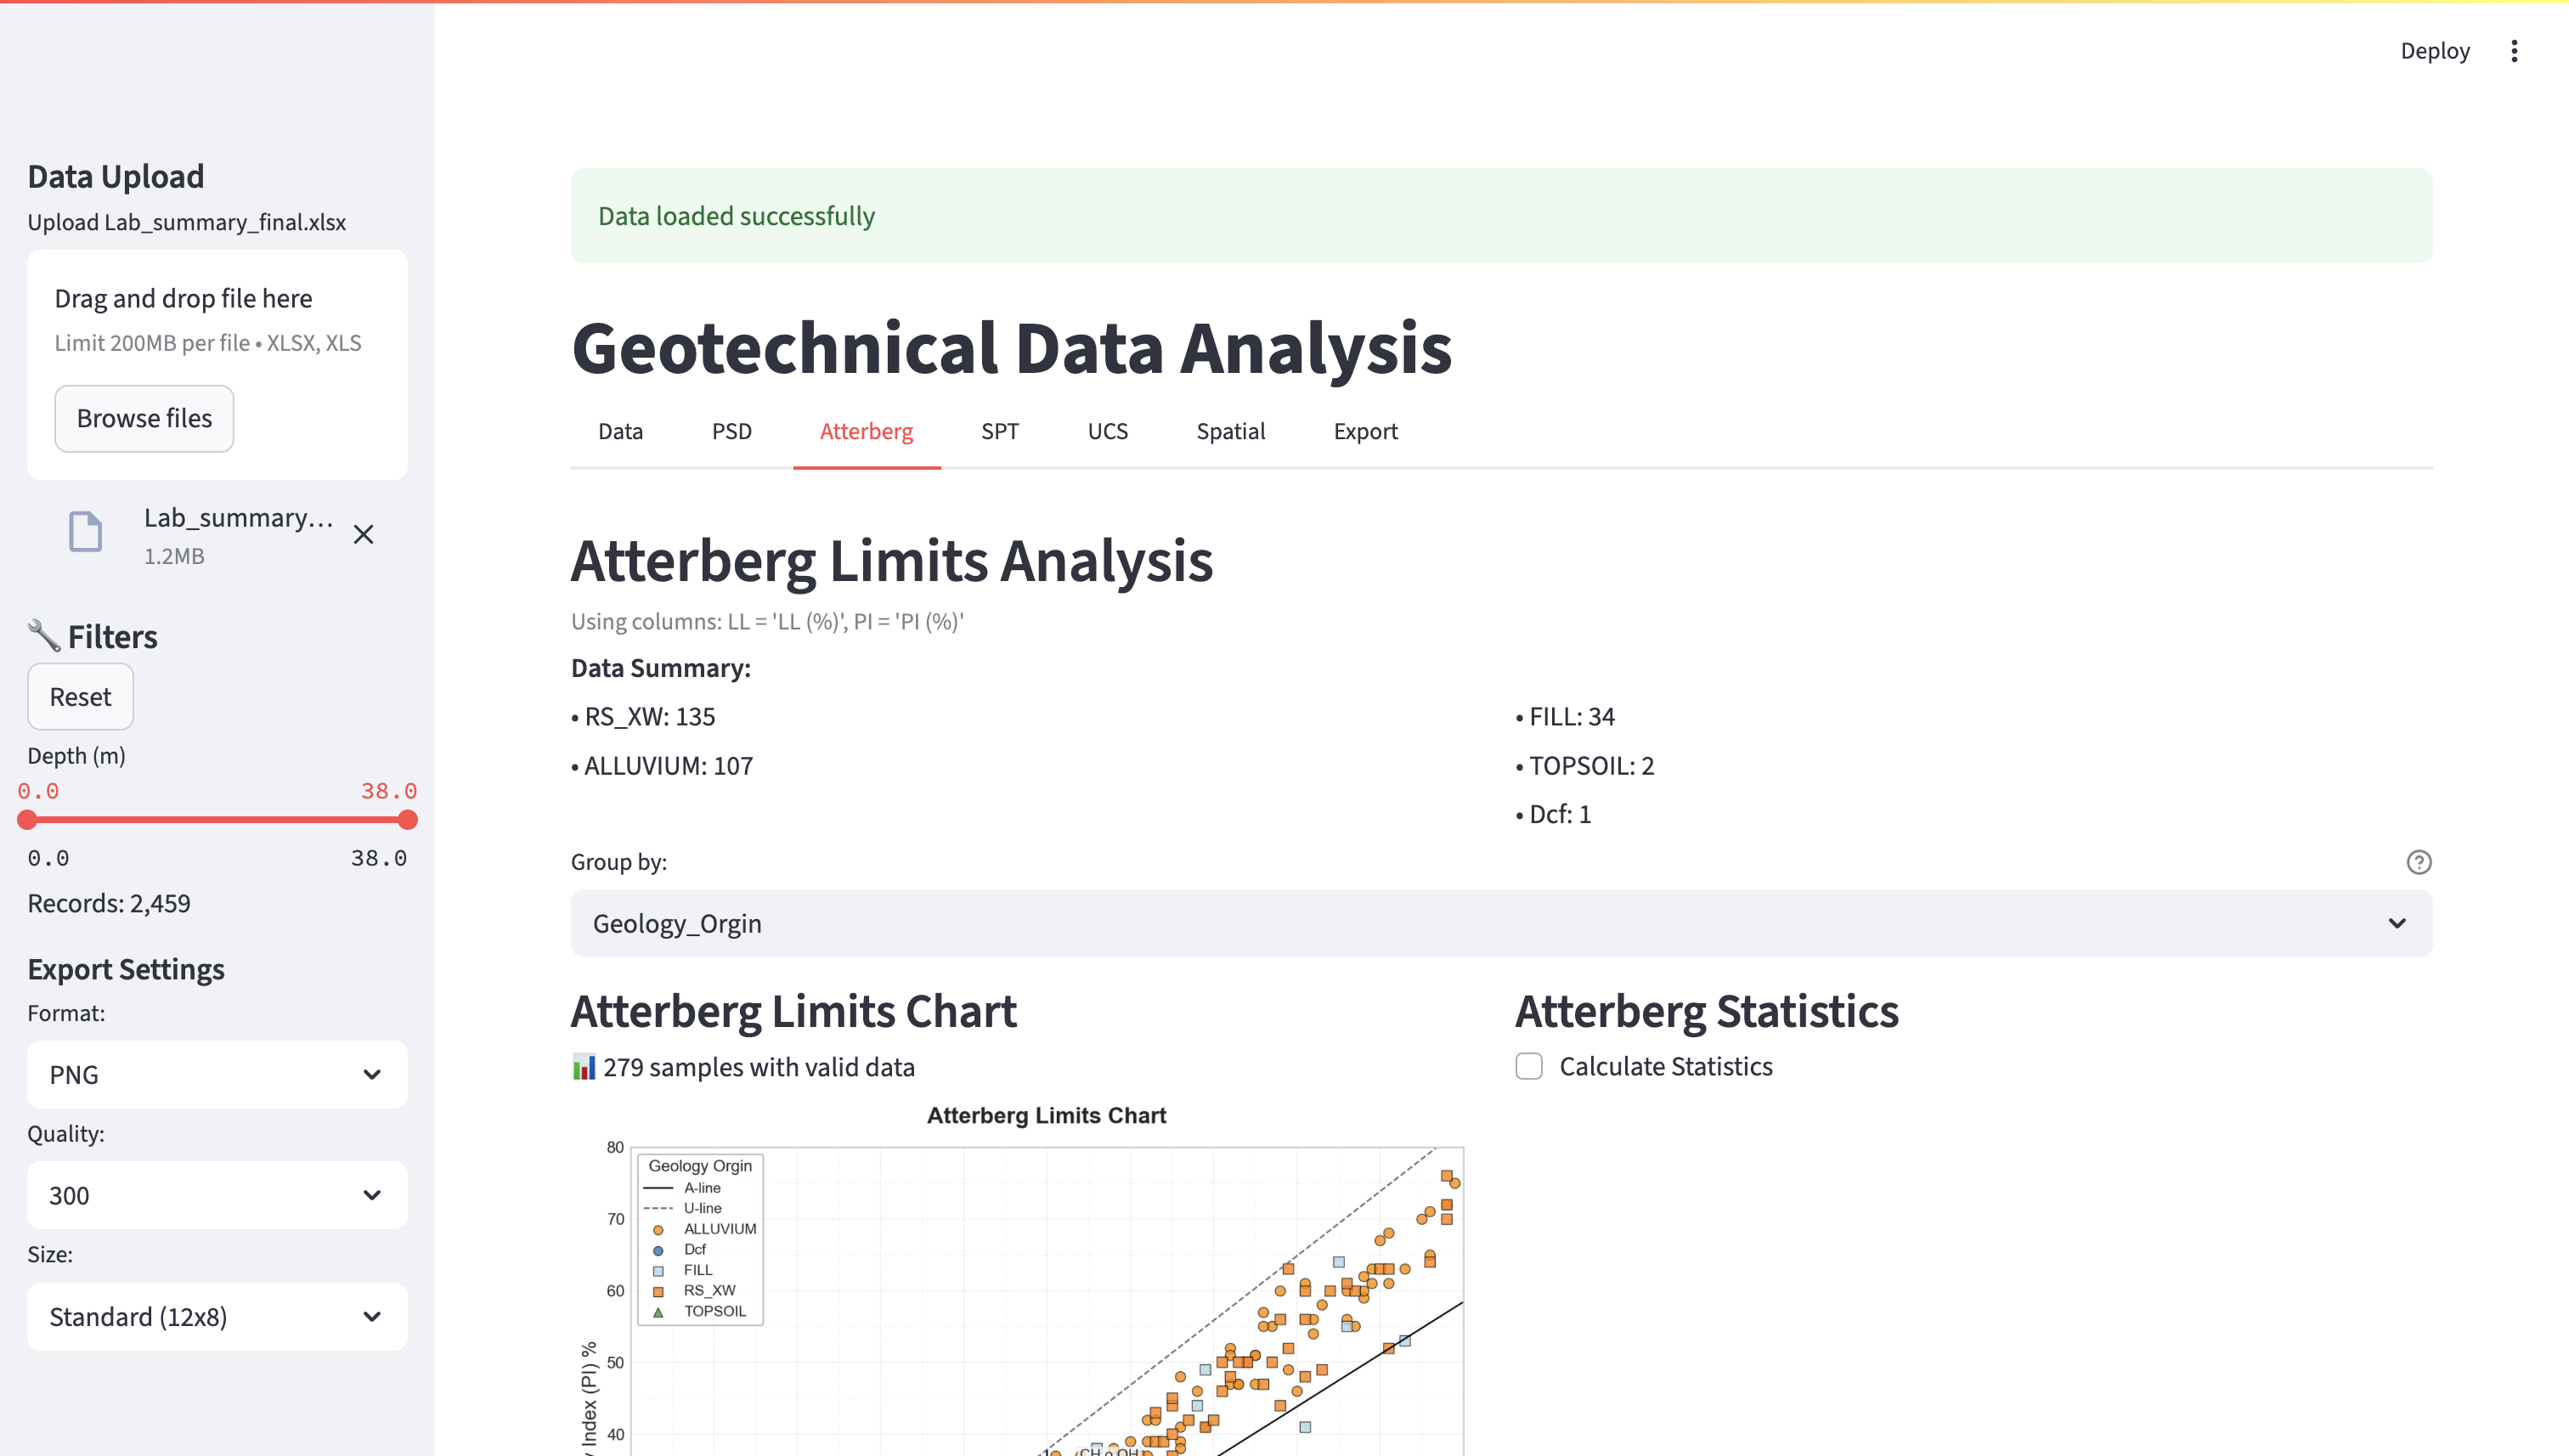 Deploy
Data Upload
Upload Lab_summary_final.xlsx
Drag and drop file here
Limit 200MB per file • XLSX, XLS
Browse files
Lab_summary...
1.2MB
Filters
Reset
Depth (m)
0.0 38.0
0.0 38.0
Records: 2,459
Export Settings
Format:
PNG
Quality:
300
Size:
Standard (12x8)
Data loaded successfully
Geotechnical Data Analysis
Data PSD Atterberg SPT UCS Spatial Export
Atterberg Limits Analysis
Using columns: LL = 'LL (%)', PI = 'PI (%)'
Data Summary:
• RS_XW: 135
• ALLUVIUM: 107
• FILL: 34
• TOPSOIL: 2
• Dcf: 1
Group by:
Geology_Orgin
Atterberg Limits Chart
279 samples with valid data
Atterberg Limits Chart
Geology Orgin
A-line
U-line
ALLUVIUM
Dcf
FILL
RS_XW
TOPSOIL
80
70
60
50
40
Index (PI) %
Atterberg Statistics
Calculate Statistics